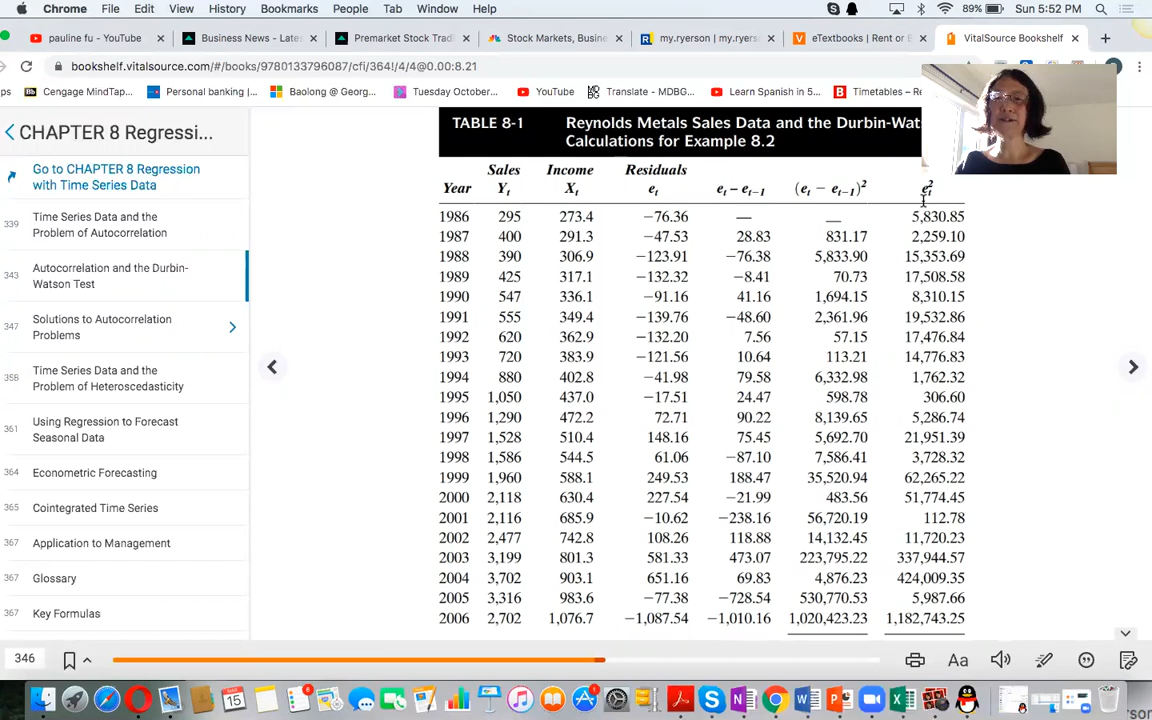 Chrome File Edit View History Bookmarks People Tab Window Help 89% Sun 5:52 PM
pauline fu - YouTube × Business News - Lates × Premarket Stock Trad × Stock Markets, Busine × my.ryerson | my.ryers × eTextbooks | Rent or E × VitalSource Bookshelf × +
bookshelf.vitalsource.com/#/books/9780133796087/cfi/364!/4/4@0.00:8.21
ps Cengage MindTap... Personal banking |... Baolong @ Georg... Tuesday October... YouTube Translate - MDBG... Learn Spanish in 5... Timetables – Re
CHAPTER 8 Regressi...
Go to CHAPTER 8 Regression
with Time Series Data
339 Time Series Data and the
Problem of Autocorrelation
343 Autocorrelation and the Durbin-
Watson Test
347 Solutions to Autocorrelation
Problems
355 Time Series Data and the
Problem of Heteroscedasticity
361 Using Regression to Forecast
Seasonal Data
364 Econometric Forecasting
365 Cointegrated Time Series
367 Application to Management
367 Glossary
367 Key Formulas
TABLE 8-1 Reynolds Metals Sales Data and the Durbin-Wat
Calculations for Example 8.2
Sales Income Residuals
Year Yₜ Xₜ eₜ eₜ – eₜ₋₁ (eₜ – eₜ₋₁)² eₜ²
1986 295 273.4 −76.36 — — 5,830.85
1987 400 291.3 −47.53 28.83 831.17 2,259.10
1988 390 306.9 −123.91 −76.38 5,833.90 15,353.69
1989 425 317.1 −132.32 −8.41 70.73 17,508.58
1990 547 336.1 −91.16 41.16 1,694.15 8,310.15
1991 555 349.4 −139.76 −48.60 2,361.96 19,532.86
1992 620 362.9 −132.20 7.56 57.15 17,476.84
1993 720 383.9 −121.56 10.64 113.21 14,776.83
1994 880 402.8 −41.98 79.58 6,332.98 1,762.32
1995 1,050 437.0 −17.51 24.47 598.78 306.60
1996 1,290 472.2 72.71 90.22 8,139.65 5,286.74
1997 1,528 510.4 148.16 75.45 5,692.70 21,951.39
1998 1,586 544.5 61.06 −87.10 7,586.41 3,728.32
1999 1,960 588.1 249.53 188.47 35,520.94 62,265.22
2000 2,118 630.4 227.54 −21.99 483.56 51,774.45
2001 2,116 685.9 −10.62 −238.16 56,720.19 112.78
2002 2,477 742.8 108.26 118.88 14,132.45 11,720.23
2003 3,199 801.3 581.33 473.07 223,795.22 337,944.57
2004 3,702 903.1 651.16 69.83 4,876.23 424,009.35
2005 3,316 983.6 −77.38 −728.54 530,770.53 5,987.66
2006 2,702 1,076.7 −1,087.54 −1,010.16 1,020,423.23 1,182,743.25
346
Aa
15